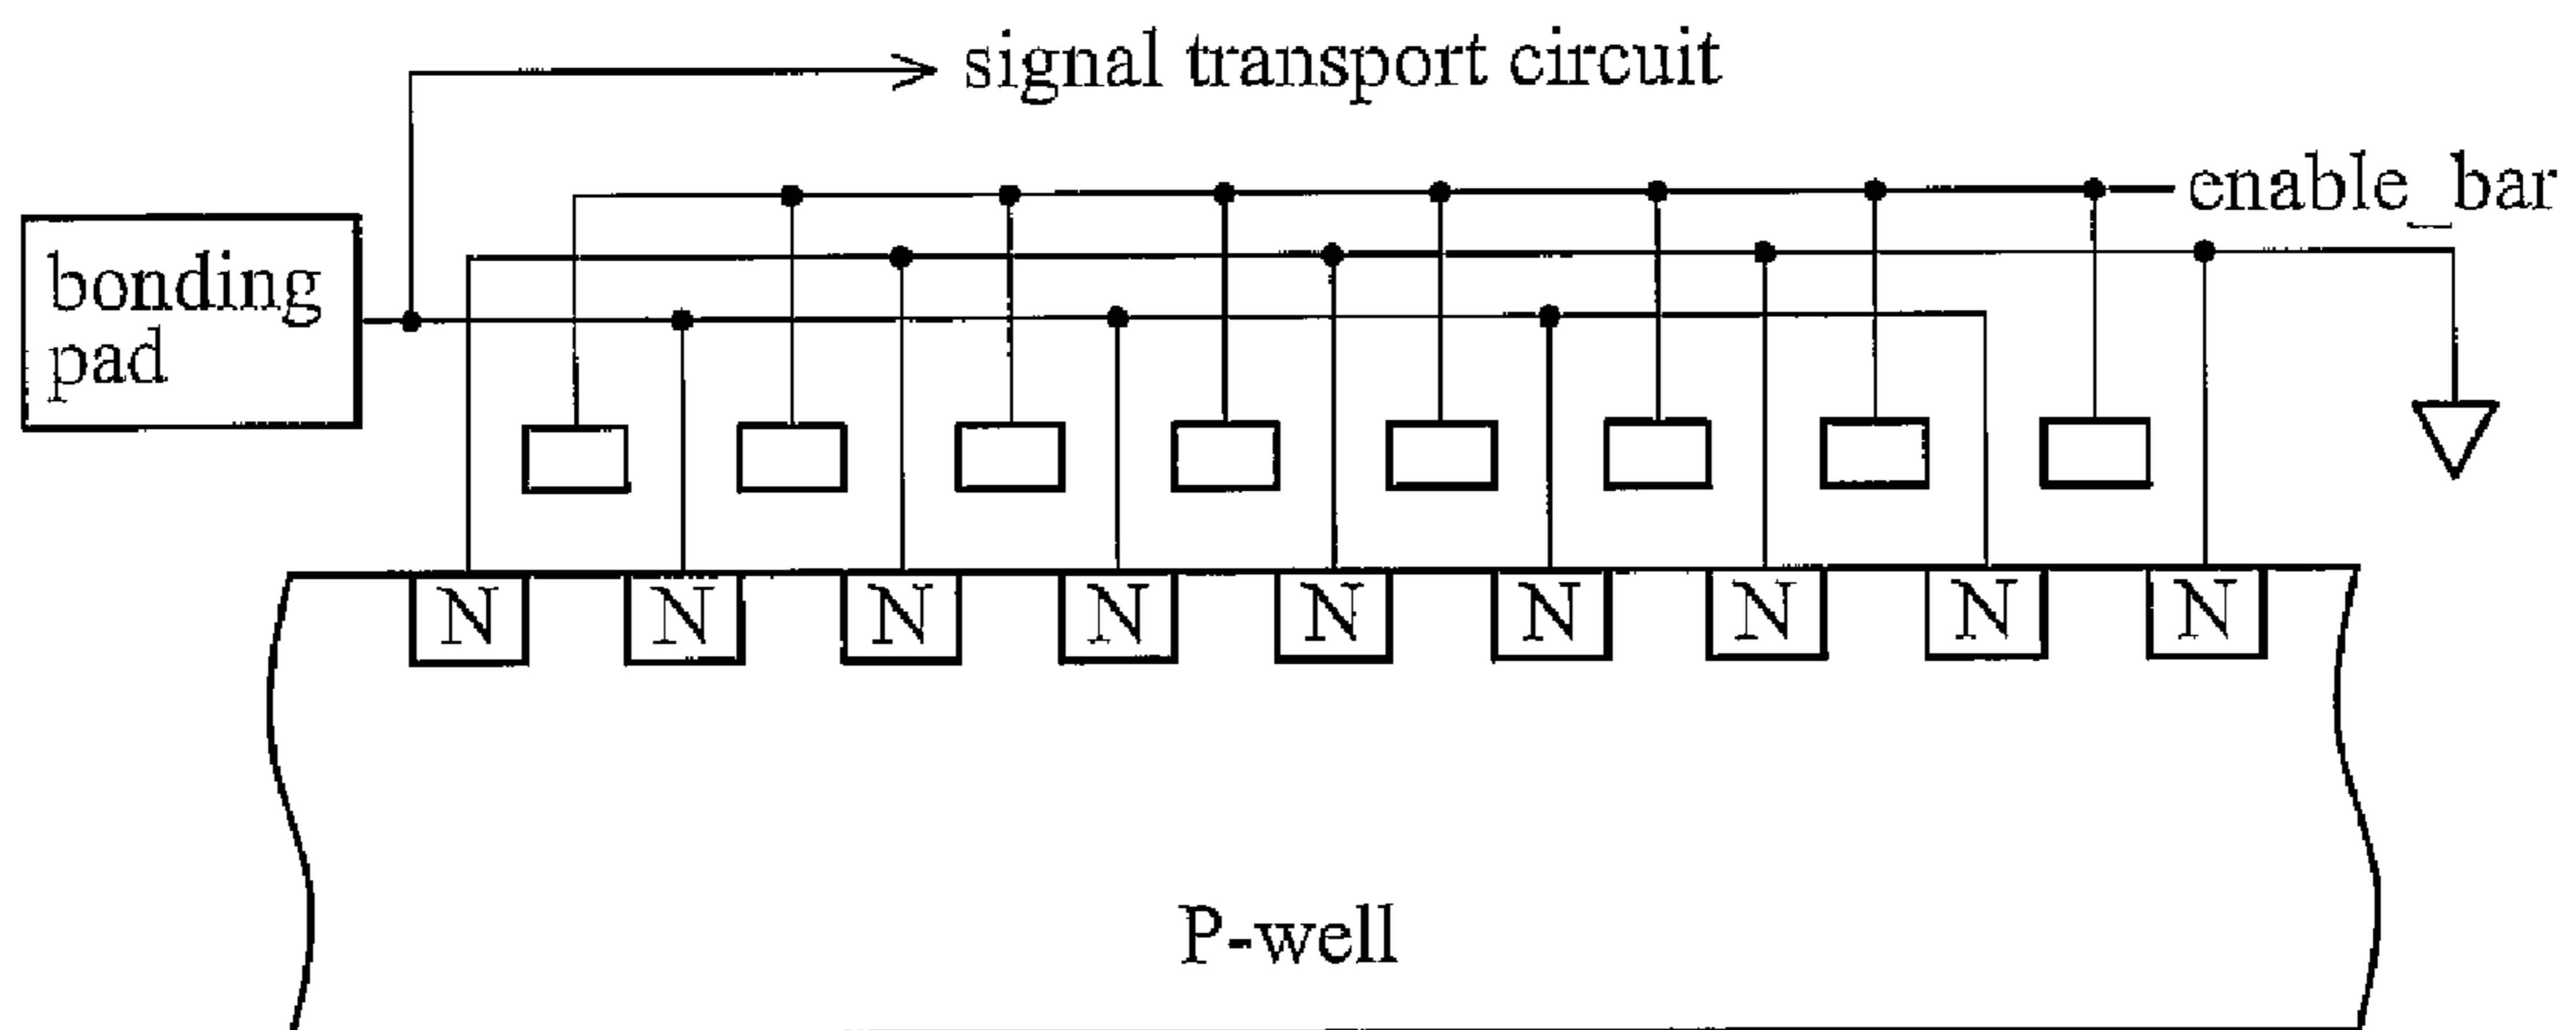 signal transport circuit
enable_bar
bonding
pad
N N N N N N N N N
P-well